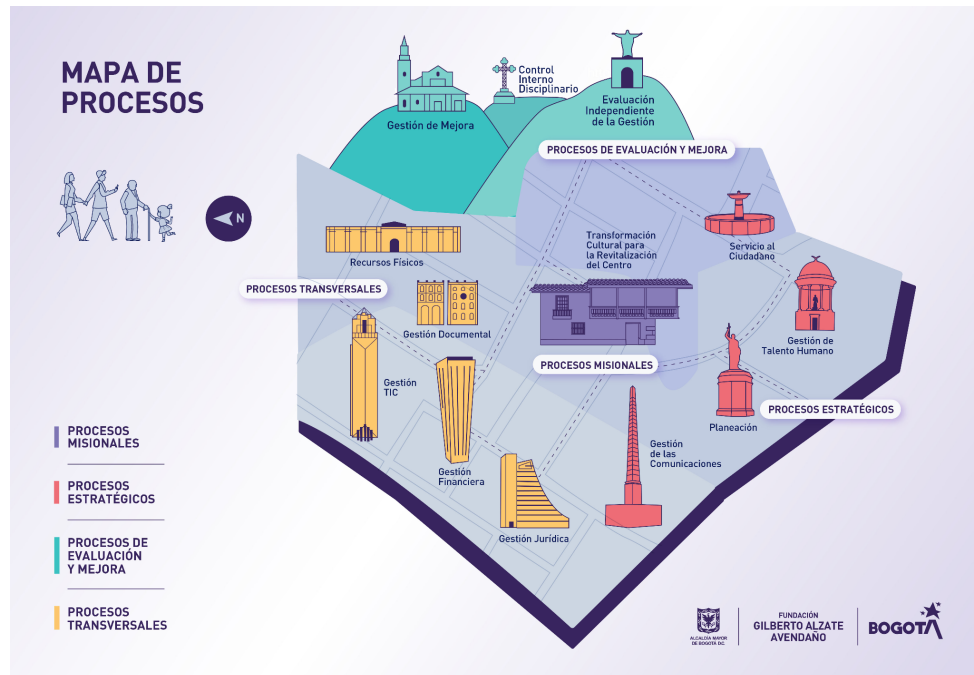 MAPA DE
PROCESOS
N
Gestión de Mejora
Control
Interno
Disciplinario
Evaluación
Independiente
de la Gestión
PROCESOS DE EVALUACIÓN Y MEJORA
Recursos Físicos
Transformación
Cultural para
la Revitalización
del Centro
Servicio al
Ciudadano
PROCESOS TRANSVERSALES
Gestión Documental
Gestión de
Talento Humano
PROCESOS MISIONALES
Gestión
TIC
PROCESOS ESTRATÉGICOS
Planeación
Gestión
de las
Comunicaciones
Gestión
Financiera
Gestión Jurídica
PROCESOS
MISIONALES
PROCESOS
ESTRATÉGICOS
PROCESOS DE
EVALUACIÓN
Y MEJORA
PROCESOS
TRANSVERSALES
ALCALDÍA MAYOR
DE BOGOTÁ D.C.
FUNDACIÓN
GILBERTO ALZATE
AVENDAÑO
BOGOTÁ